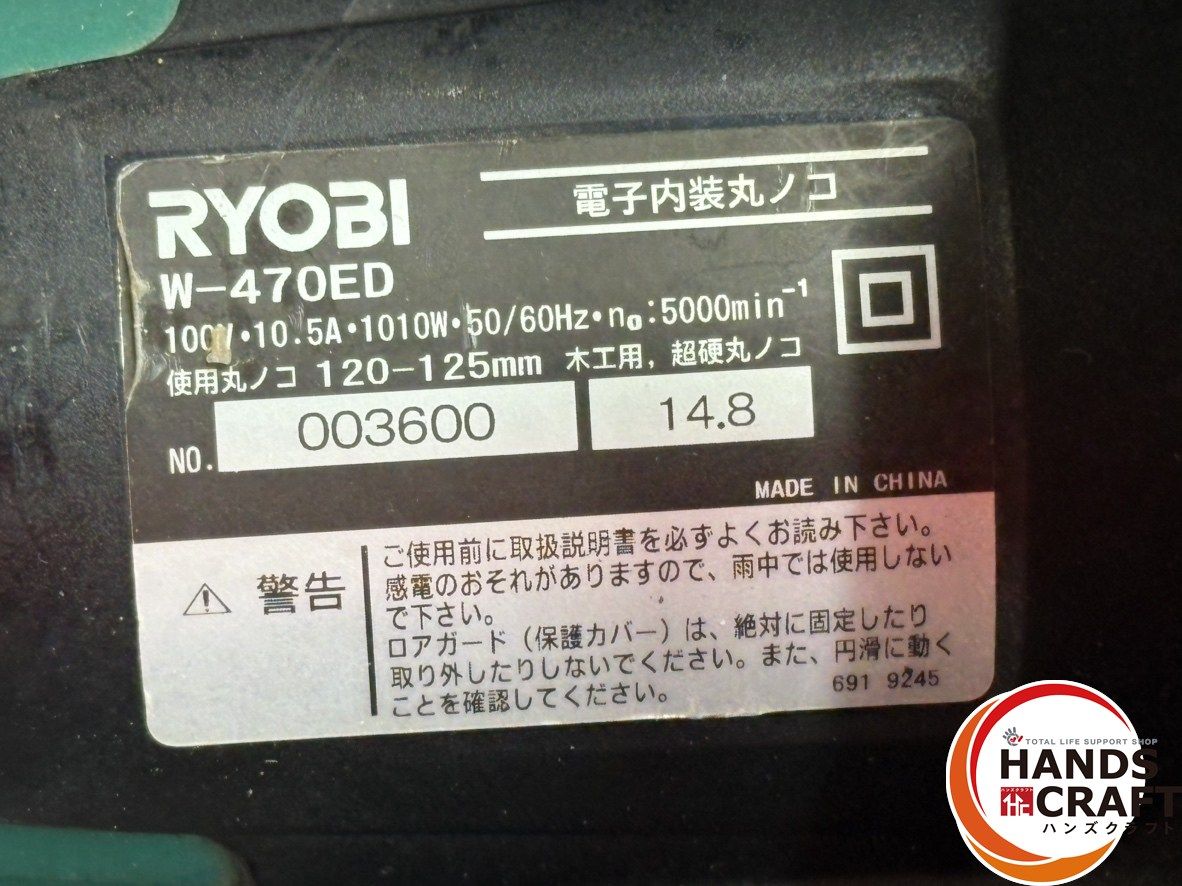 RYOBI
電子内装丸ノコ
W-470ED
100V・10.5A・1010W・50/60Hz・n₀:5000min⁻¹
使用丸ノコ 120-125mm 木工用, 超硬丸ノコ
NO. 003600 14.8
MADE IN CHINA
⚠ 警告
ご使用前に取扱説明書を必ずよくお読み下さい。
感電のおそれがありますので、雨中では使用しない
で下さい。
ロアガード（保護カバー）は、絶対に固定したり
取り外したりしないでください。また、円滑に動く
ことを確認してください。
691 9245
TOTAL LIFE SUPPORT SHOP
HANDS
ハンズクラフト
CRAFT
ハンズクラフト